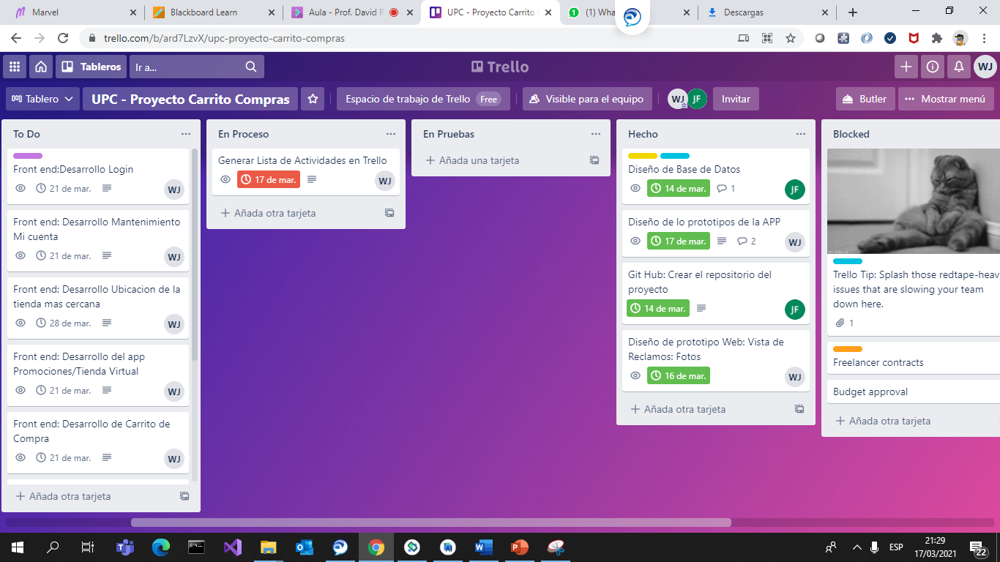 Marvel
Blackboard Learn
Aula - Prof. David R
UPC - Proyecto Carrito
(1) Wha
Descargas
trello.com/b/ard7LzvX/upc-proyecto-carrito-compras
Tableros
Ir a...
Trello
WJ
Tablero
UPC - Proyecto Carrito Compras
Espacio de trabajo de Trello Free
Visible para el equipo
WJ JF
Invitar
Butler
Mostrar menú
To Do
Front end:Desarrollo Login
21 de mar.
WJ
Front end: Desarrollo Mantenimiento
Mi cuenta
21 de mar.
WJ
Front end: Desarrollo Ubicacion de la
tienda mas cercana
28 de mar.
WJ
Front end: Desarrollo del app
Promociones/Tienda Virtual
21 de mar.
WJ
Front end: Desarrollo de Carrito de
Compra
21 de mar.
WJ
Añada otra tarjeta
En Proceso
Generar Lista de Actividades en Trello
17 de mar.
WJ
Añada otra tarjeta
En Pruebas
Añada una tarjeta
Hecho
Diseño de Base de Datos
14 de mar. 1
JF
Diseño de lo prototipos de la APP
17 de mar. 2
WJ
Git Hub: Crear el repositorio del
proyecto
14 de mar.
JF
Diseño de prototipo Web: Vista de
Reclamos: Fotos
16 de mar.
WJ
Añada otra tarjeta
Blocked
Trello Tip: Splash those redtape-heavy
issues that are slowing your team
down here.
1
Freelancer contracts
Budget approval
Añada otra tarjeta
ESP
21:29
17/03/2021
22